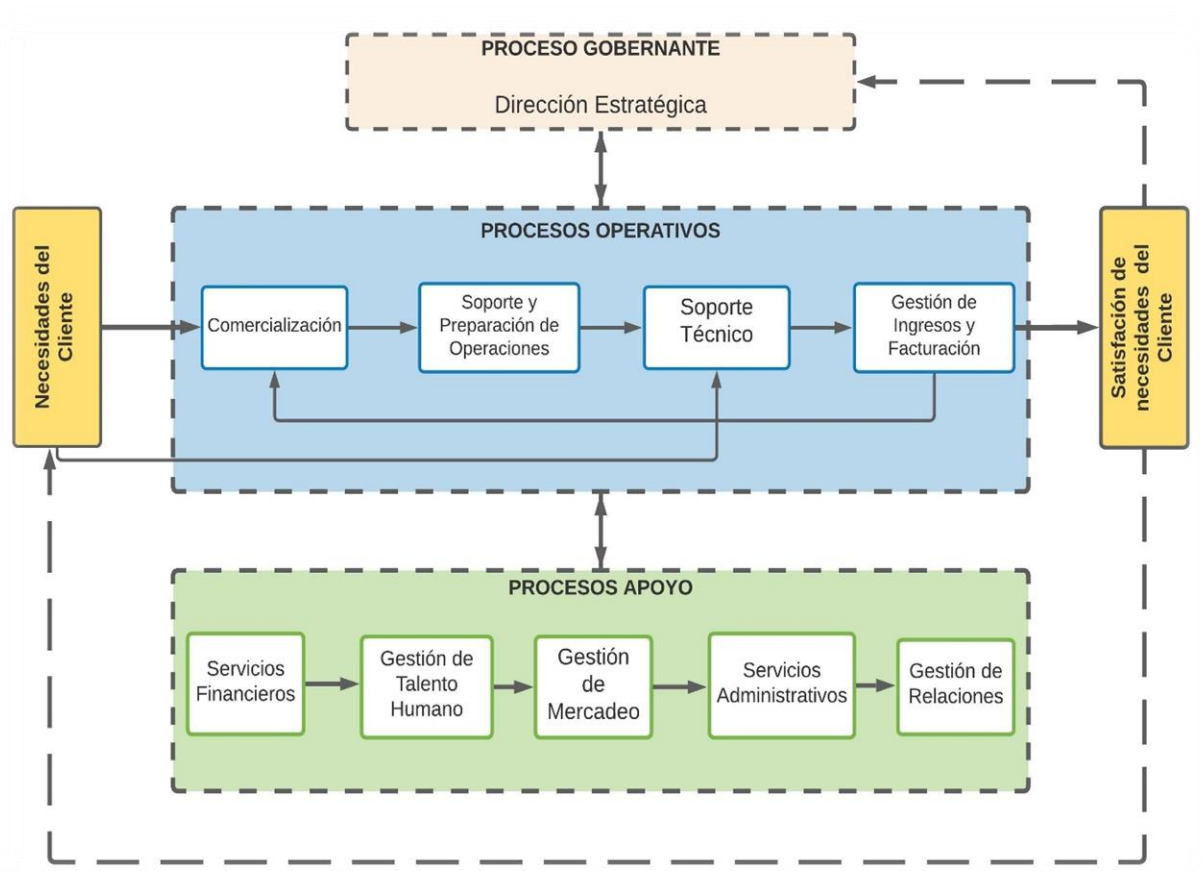 PROCESO GOBERNANTE
Dirección Estratégica
Necesidades del
Cliente
PROCESOS OPERATIVOS
Comercialización
Soporte y
Preparación de
Operaciones
Soporte
Técnico
Gestión de
Ingresos y
Facturación
Satisfacción de
necesidades del
Cliente
PROCESOS APOYO
Servicios
Financieros
Gestión de
Talento
Humano
Gestión
de
Mercadeo
Servicios
Administrativos
Gestión de
Relaciones